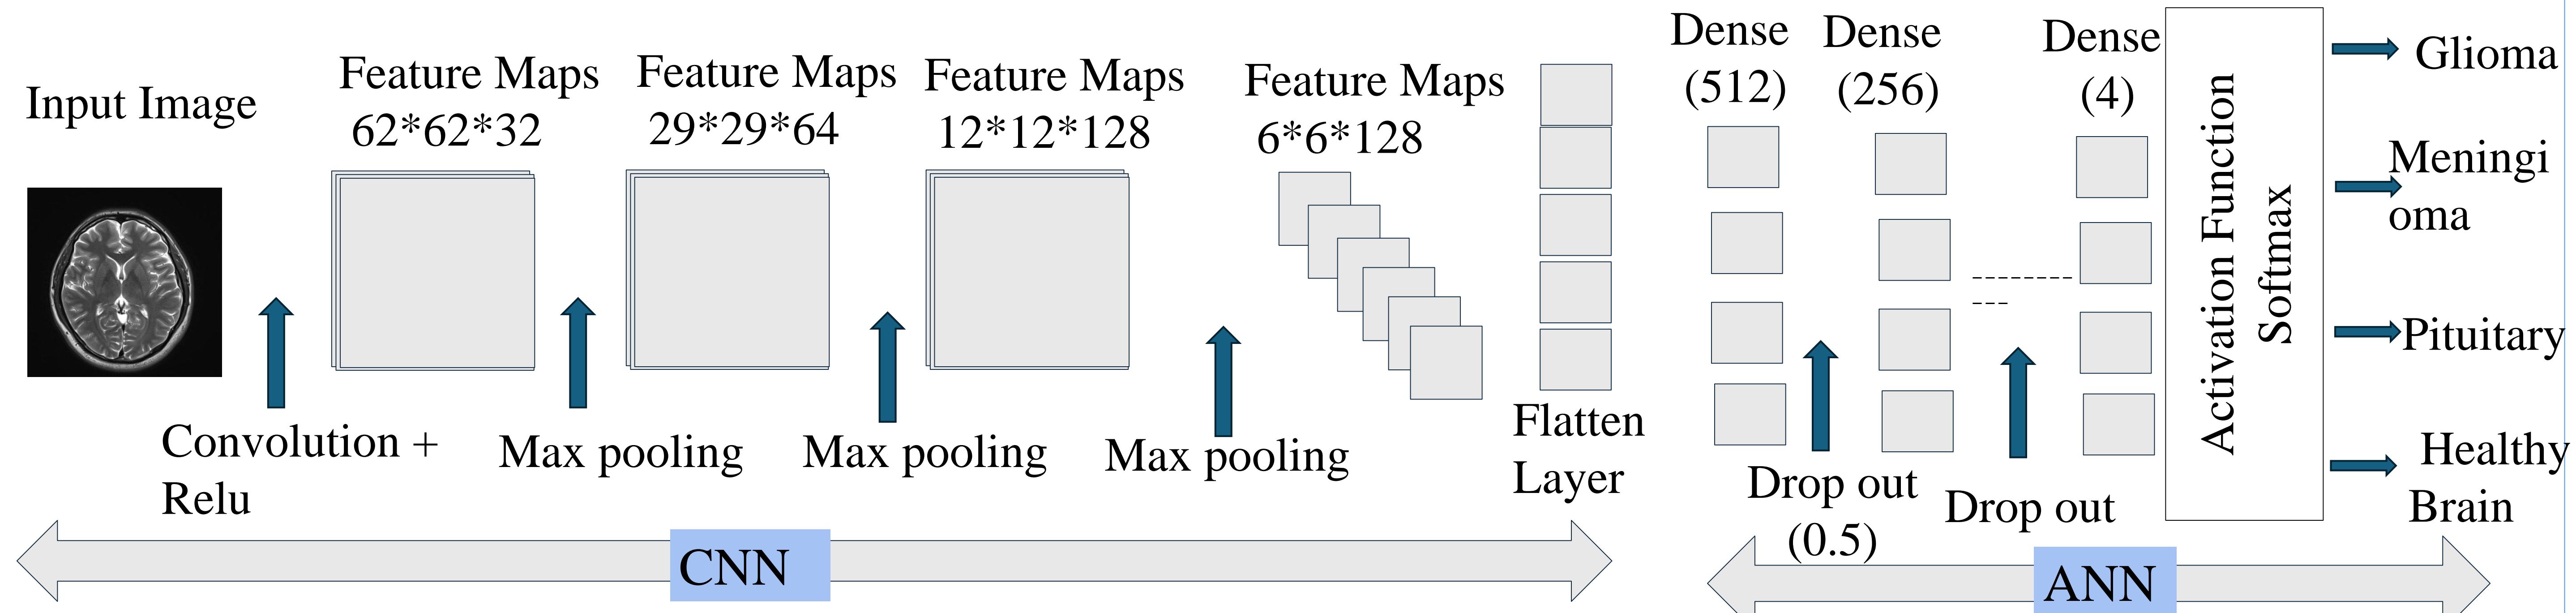 Input Image
Convolution +
Relu
Feature Maps
62*62*32
Max pooling
Feature Maps
29*29*64
Max pooling
Feature Maps
12*12*128
Max pooling
Feature Maps
6*6*128
Flatten
Layer
CNN
Dense
(512)
Drop out
(0.5)
Dense
(256)
Drop out
Dense
(4)
Activation Function
Softmax
Glioma
Meningi
oma
Pituitary
Healthy
Brain
ANN